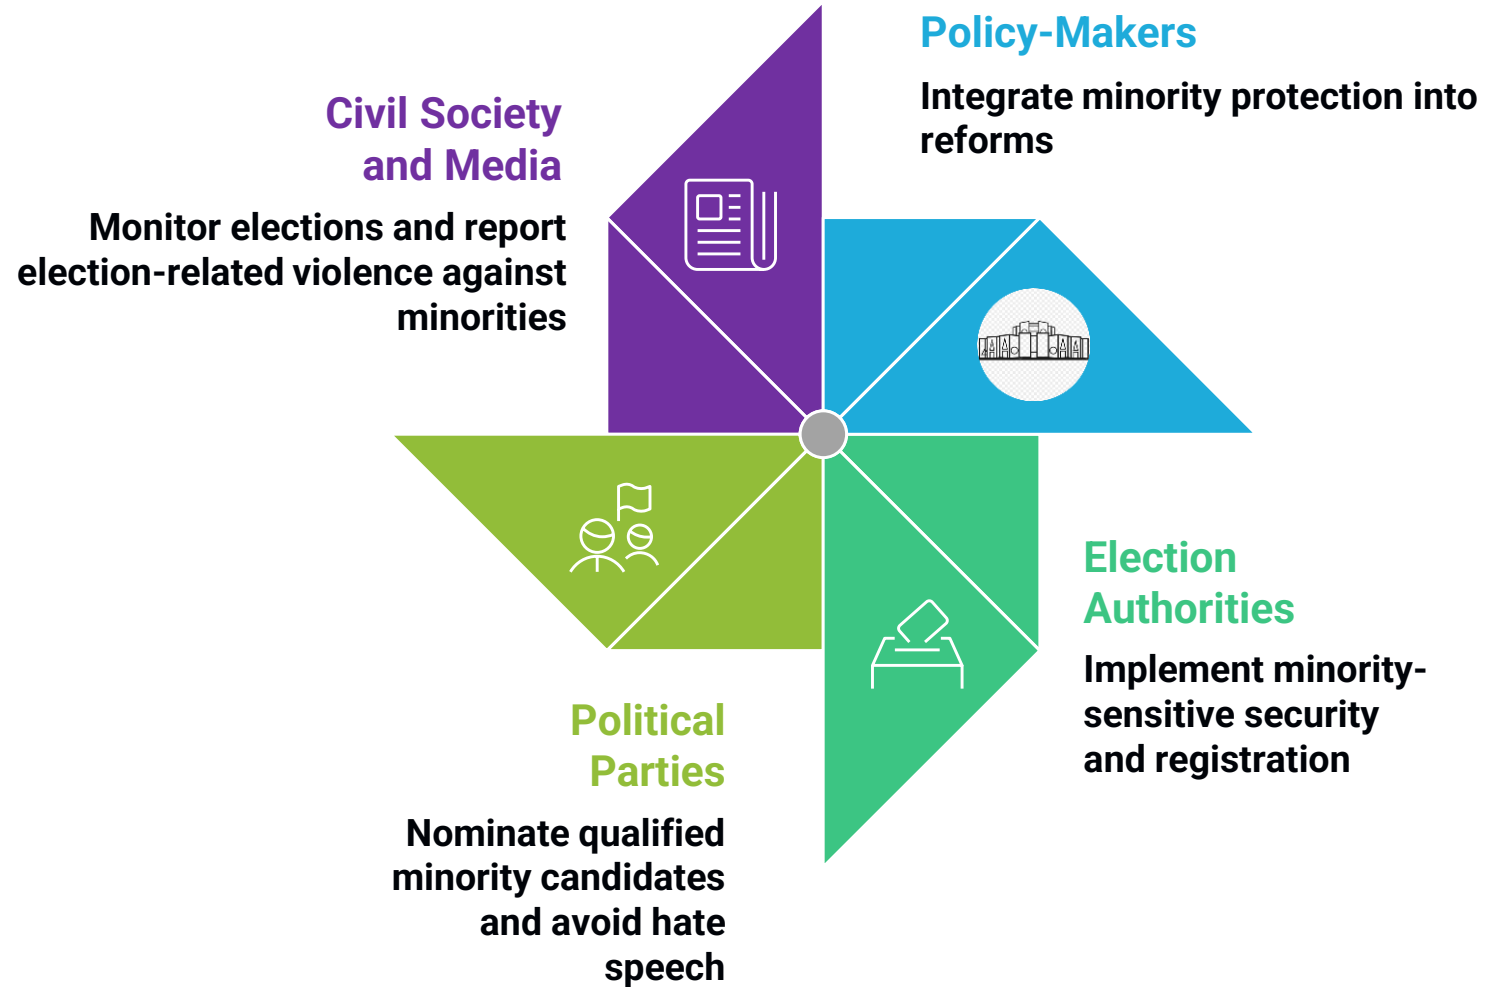 Policy-Makers
Integrate minority protection into
reforms
Civil Society
and Media
Monitor elections and report
election-related violence against
minorities
Election
Authorities
Implement minority-
sensitive security
and registration
Political
Parties
Nominate qualified
minority candidates
and avoid hate
speech